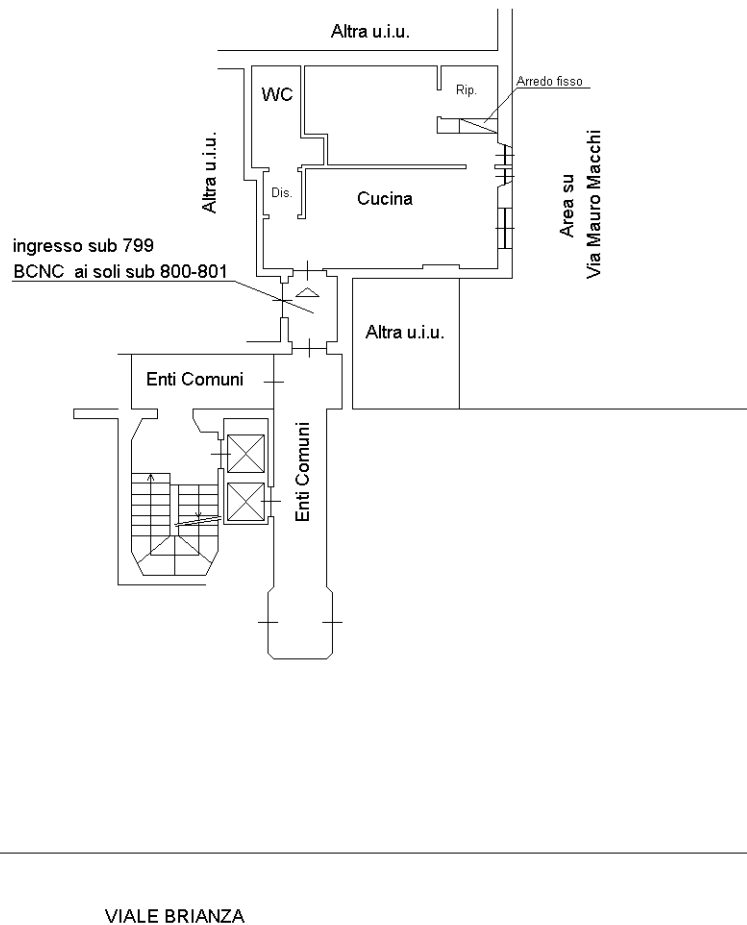 Altra u.i.u.
WC
Rip.
Arredo fisso
Altra u.i.u.
Dis.
Cucina
Area su
Via Mauro Macchi
ingresso sub 799
BCNC ai soli sub 800-801
Altra u.i.u.
Enti Comuni
Enti Comuni
VIALE BRIANZA